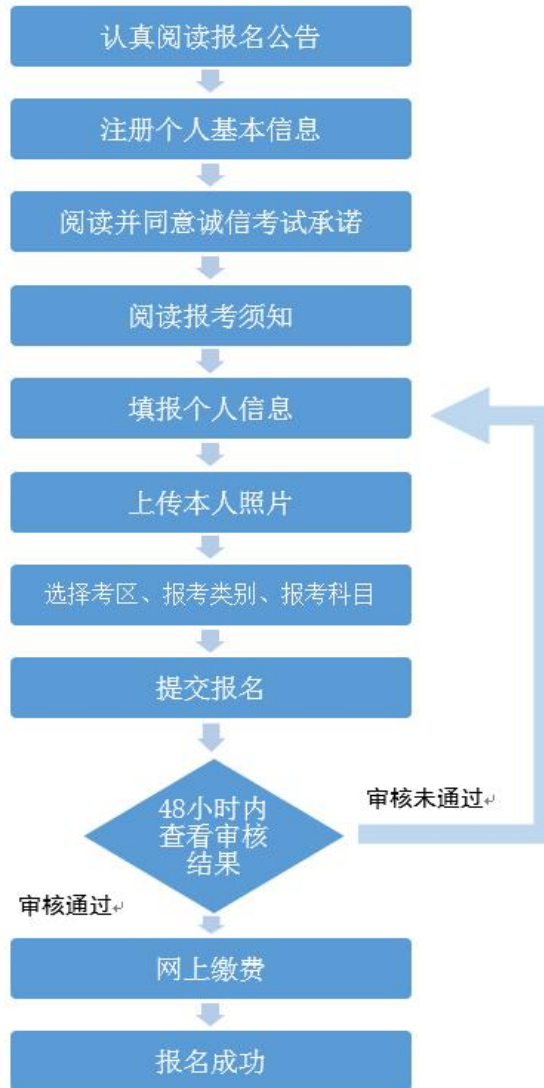 认真阅读报名公告
注册个人基本信息
阅读并同意诚信考试承诺
阅读报考须知
填报个人信息
上传本人照片
选择考区、报考类别、报考科目
提交报名
48小时内
查看审核
结果
审核未通过
审核通过
网上缴费
报名成功